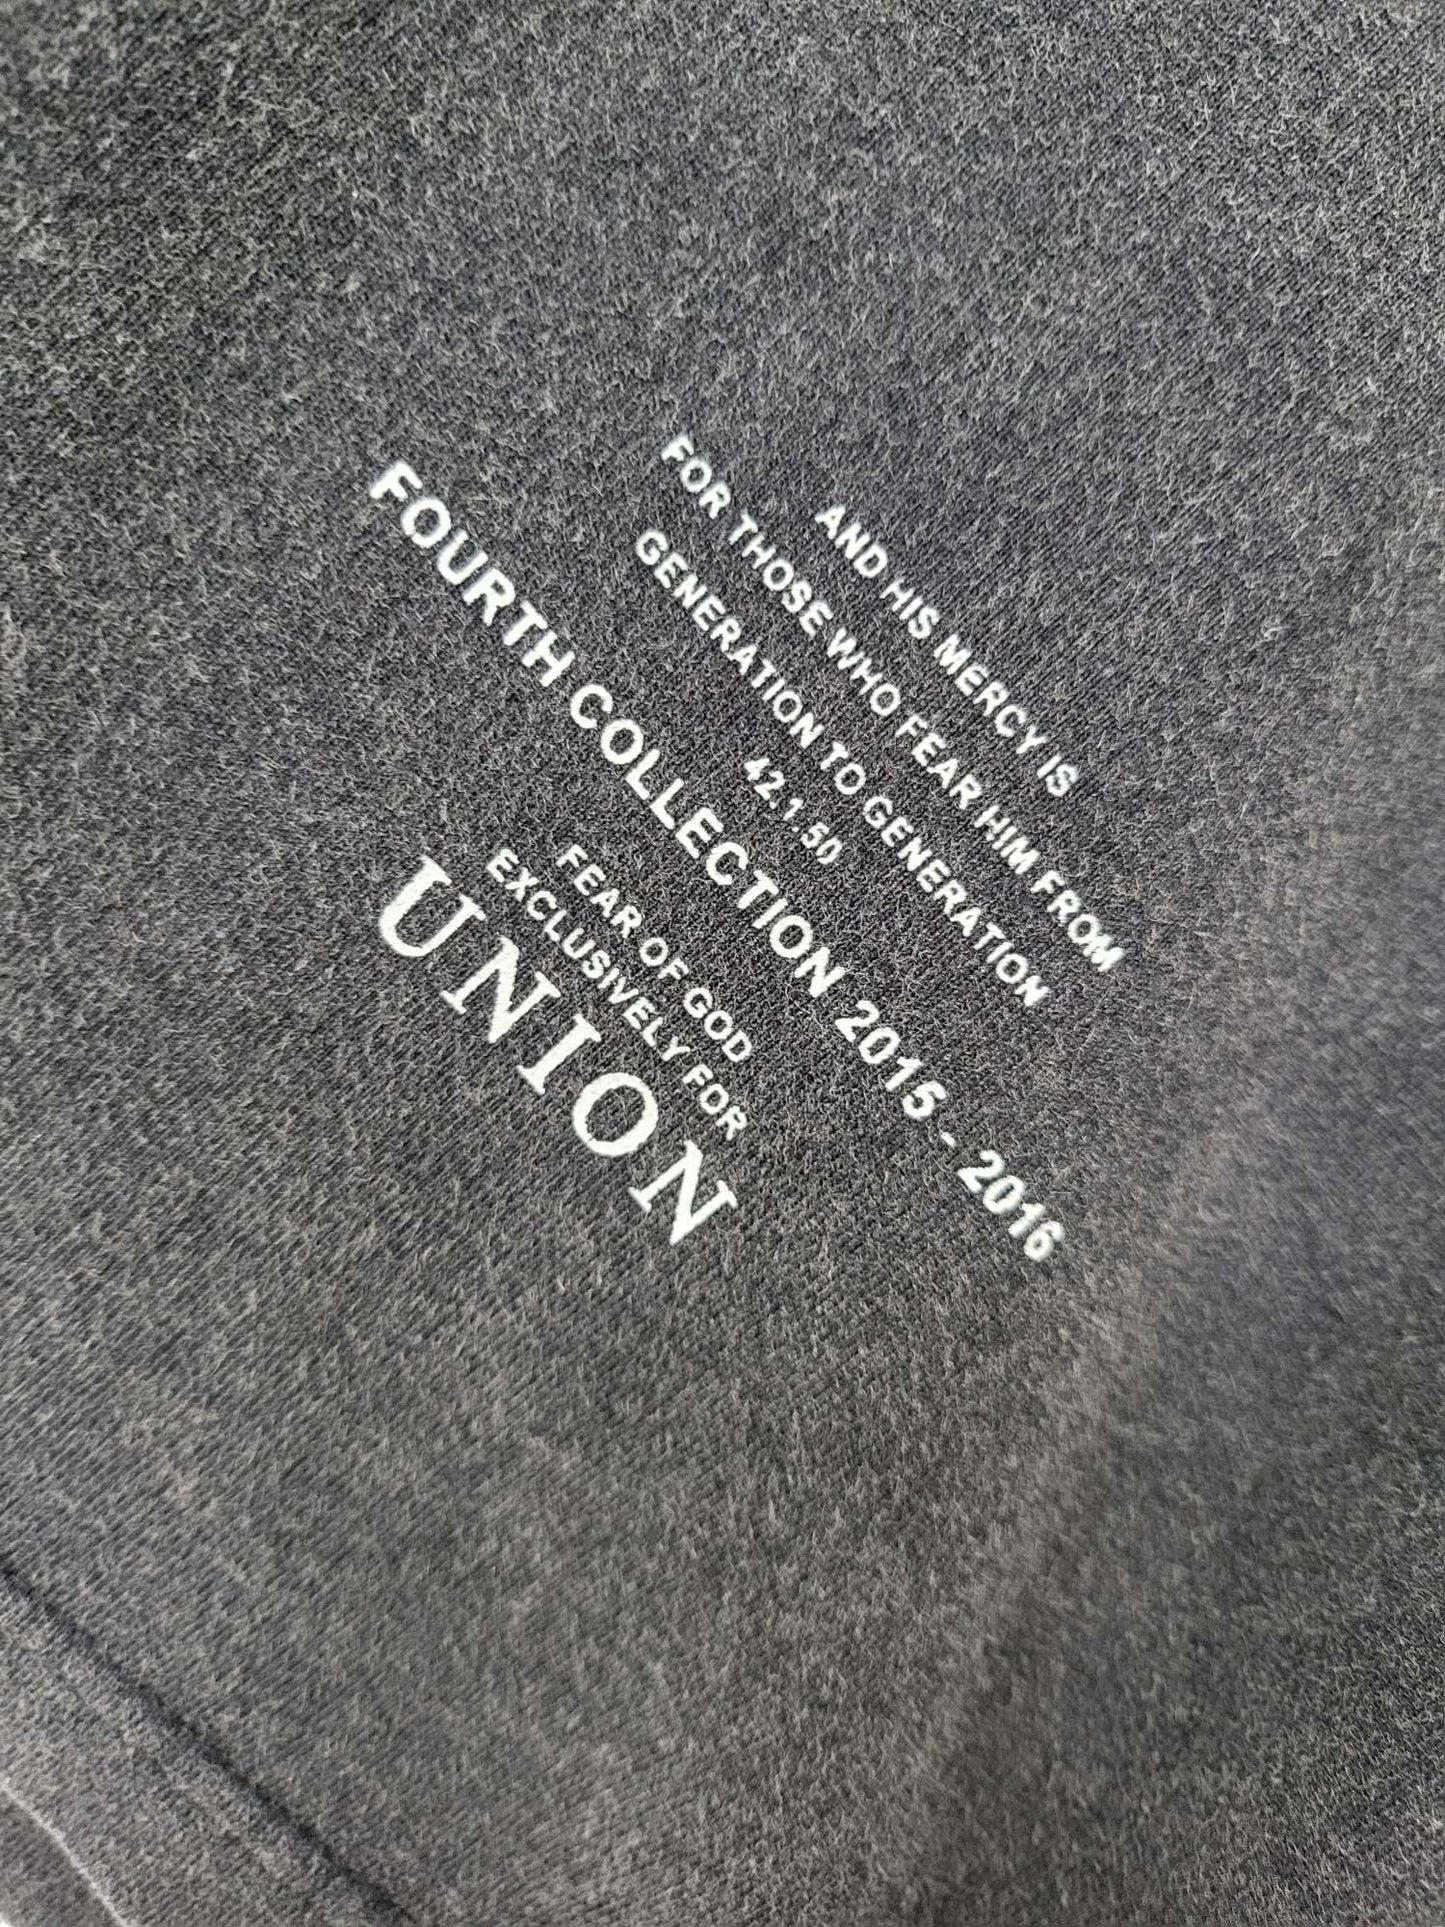 AND HIS MERCY IS
FOR THOSE WHO FEAR HIM FROM
GENERATION TO GENERATION
42.1.50
FOURTH COLLECTION 2015 - 2016
FEAR OF GOD
EXCLUSIVELY FOR
UNION